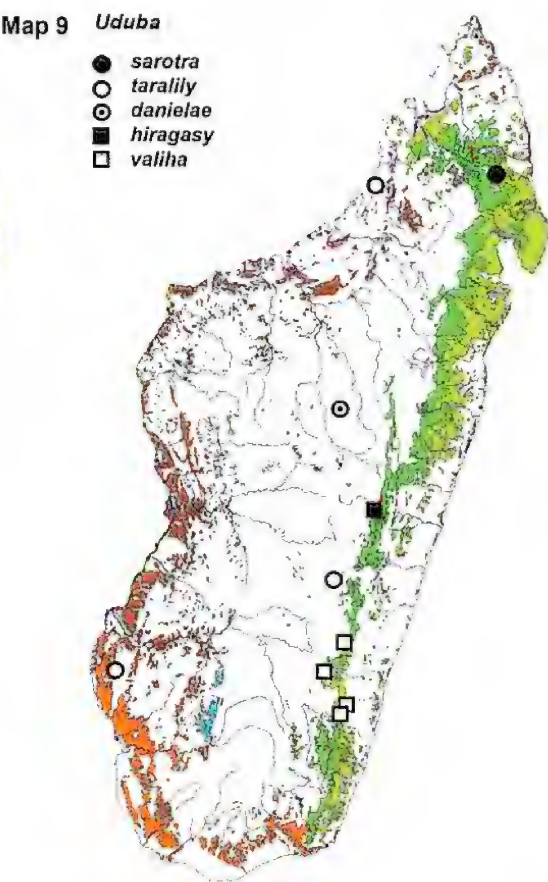 Map 9 Uduba
sarotra
taralily
danielae
hiragasy
valiha